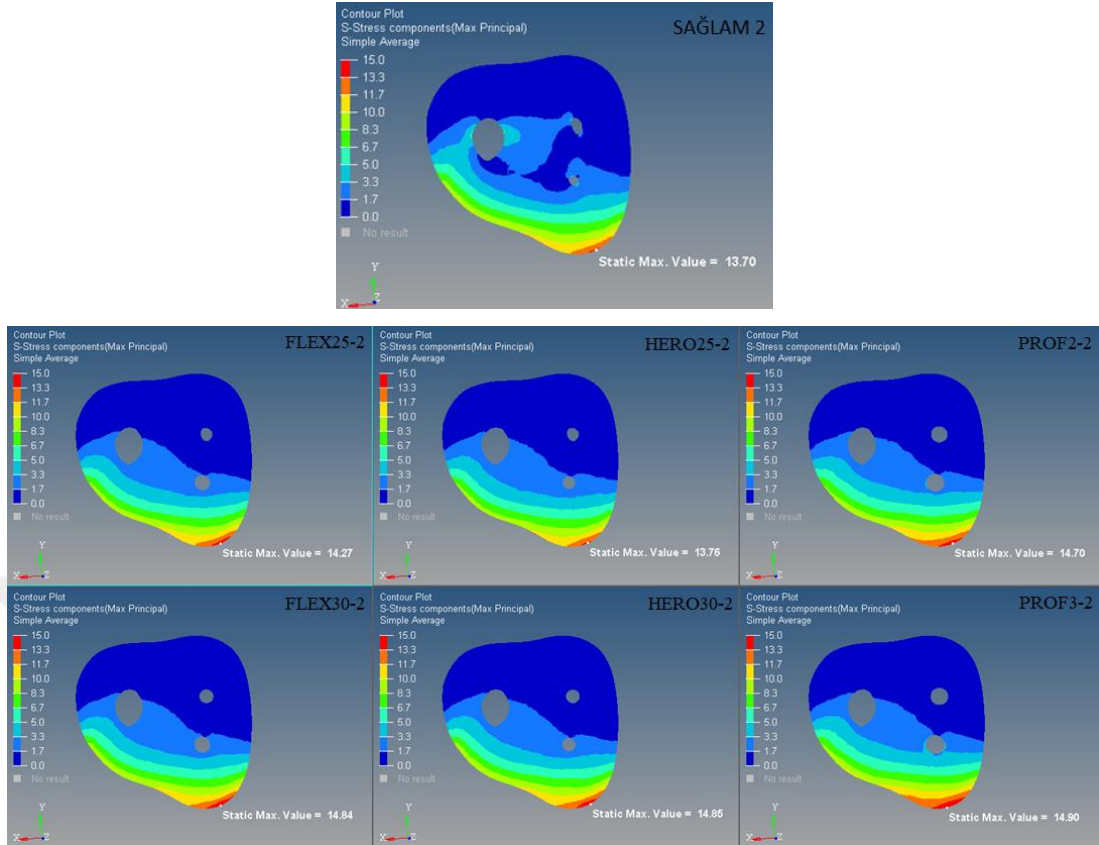 Contour Plot
S-Stress components(Max Principal)
Simple Average
SAĞLAM 2
15.0
13.3
11.7
10.0
8.3
6.7
5.0
3.3
1.7
0.0
No result
Static Max. Value = 13.70
Y
X
Z
Contour Plot
S-Stress components(Max Principal)
Simple Average
FLEX25-2
15.0
13.3
11.7
10.0
8.3
6.7
5.0
3.3
1.7
0.0
No result
Static Max. Value = 14.27
Y
X
Z
Contour Plot
S-Stress components(Max Principal)
Simple Average
HERO25-2
15.0
13.3
11.7
10.0
8.3
6.7
5.0
3.3
1.7
0.0
No result
Static Max. Value = 13.76
Y
X
Z
Contour Plot
S-Stress components(Max Principal)
Simple Average
PROF2-2
15.0
13.3
11.7
10.0
8.3
6.7
5.0
3.3
1.7
0.0
No result
Static Max. Value = 14.70
Y
X
Z
Contour Plot
S-Stress components(Max Principal)
Simple Average
FLEX30-2
15.0
13.3
11.7
10.0
8.3
6.7
5.0
3.3
1.7
0.0
No result
Static Max. Value = 14.84
Y
X
Z
Contour Plot
S-Stress components(Max Principal)
Simple Average
HERO30-2
15.0
13.3
11.7
10.0
8.3
6.7
5.0
3.3
1.7
0.0
No result
Static Max. Value = 14.85
Y
X
Z
Contour Plot
S-Stress components(Max Principal)
Simple Average
PROF3-2
15.0
13.3
11.7
10.0
8.3
6.7
5.0
3.3
1.7
0.0
No result
Static Max. Value = 14.90
Y
X
Z